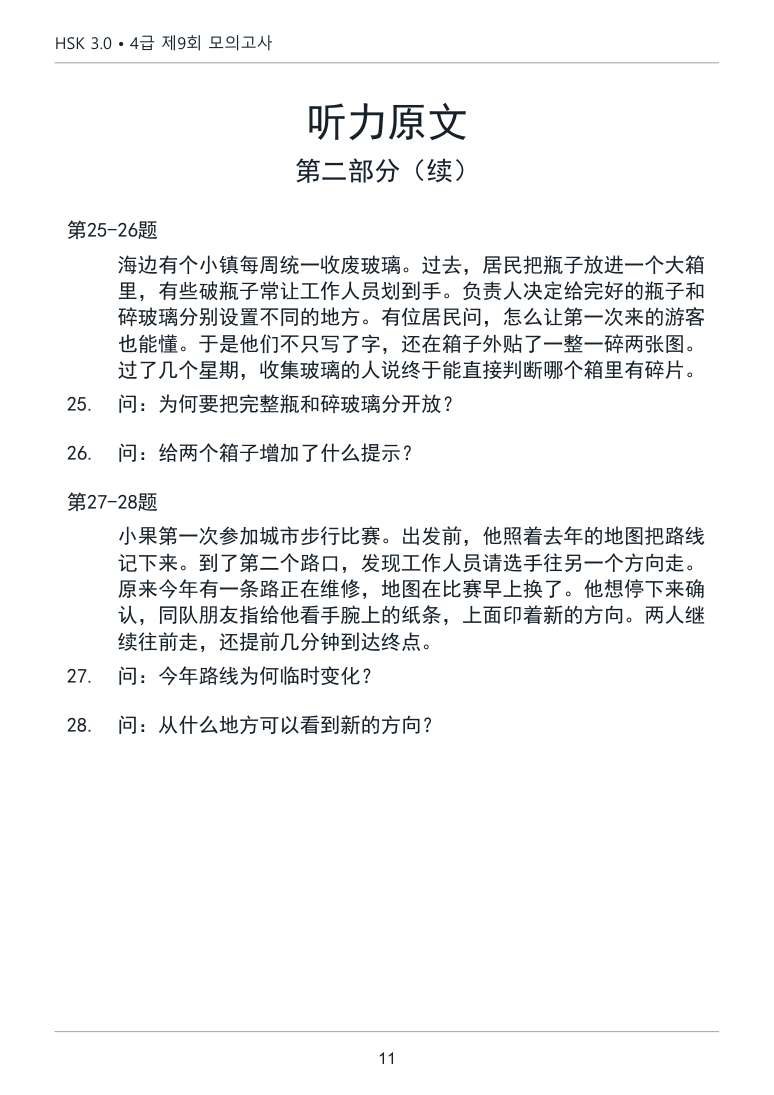 HSK 3.0 • 4급 제9회 모의고사
听力原文
第二部分（续）
第25-26题
海边有个小镇每周统一收废玻璃。过去，居民把瓶子放进一个大箱
里，有些破瓶子常让工作人员划到手。负责人决定给完好的瓶子和
碎玻璃分别设置不同的地方。有位居民问，怎么让第一次来的游客
也能懂。于是他们不只写了字，还在箱子外贴了一整一碎两张图。
过了几个星期，收集玻璃的人说终于能直接判断哪个箱里有碎片。
25. 问：为何要把完整瓶和碎玻璃分开放？
26. 问：给两个箱子增加了什么提示？
第27-28题
小果第一次参加城市步行比赛。出发前，他照着去年的地图把路线
记下来。到了第二个路口，发现工作人员请选手往另一个方向走。
原来今年有一条路正在维修，地图在比赛早上换了。他想停下来确
认，同队朋友指给他看手腕上的纸条，上面印着新的方向。两人继
续往前走，还提前几分钟到达终点。
27. 问：今年路线为何临时变化？
28. 问：从什么地方可以看到新的方向？
11